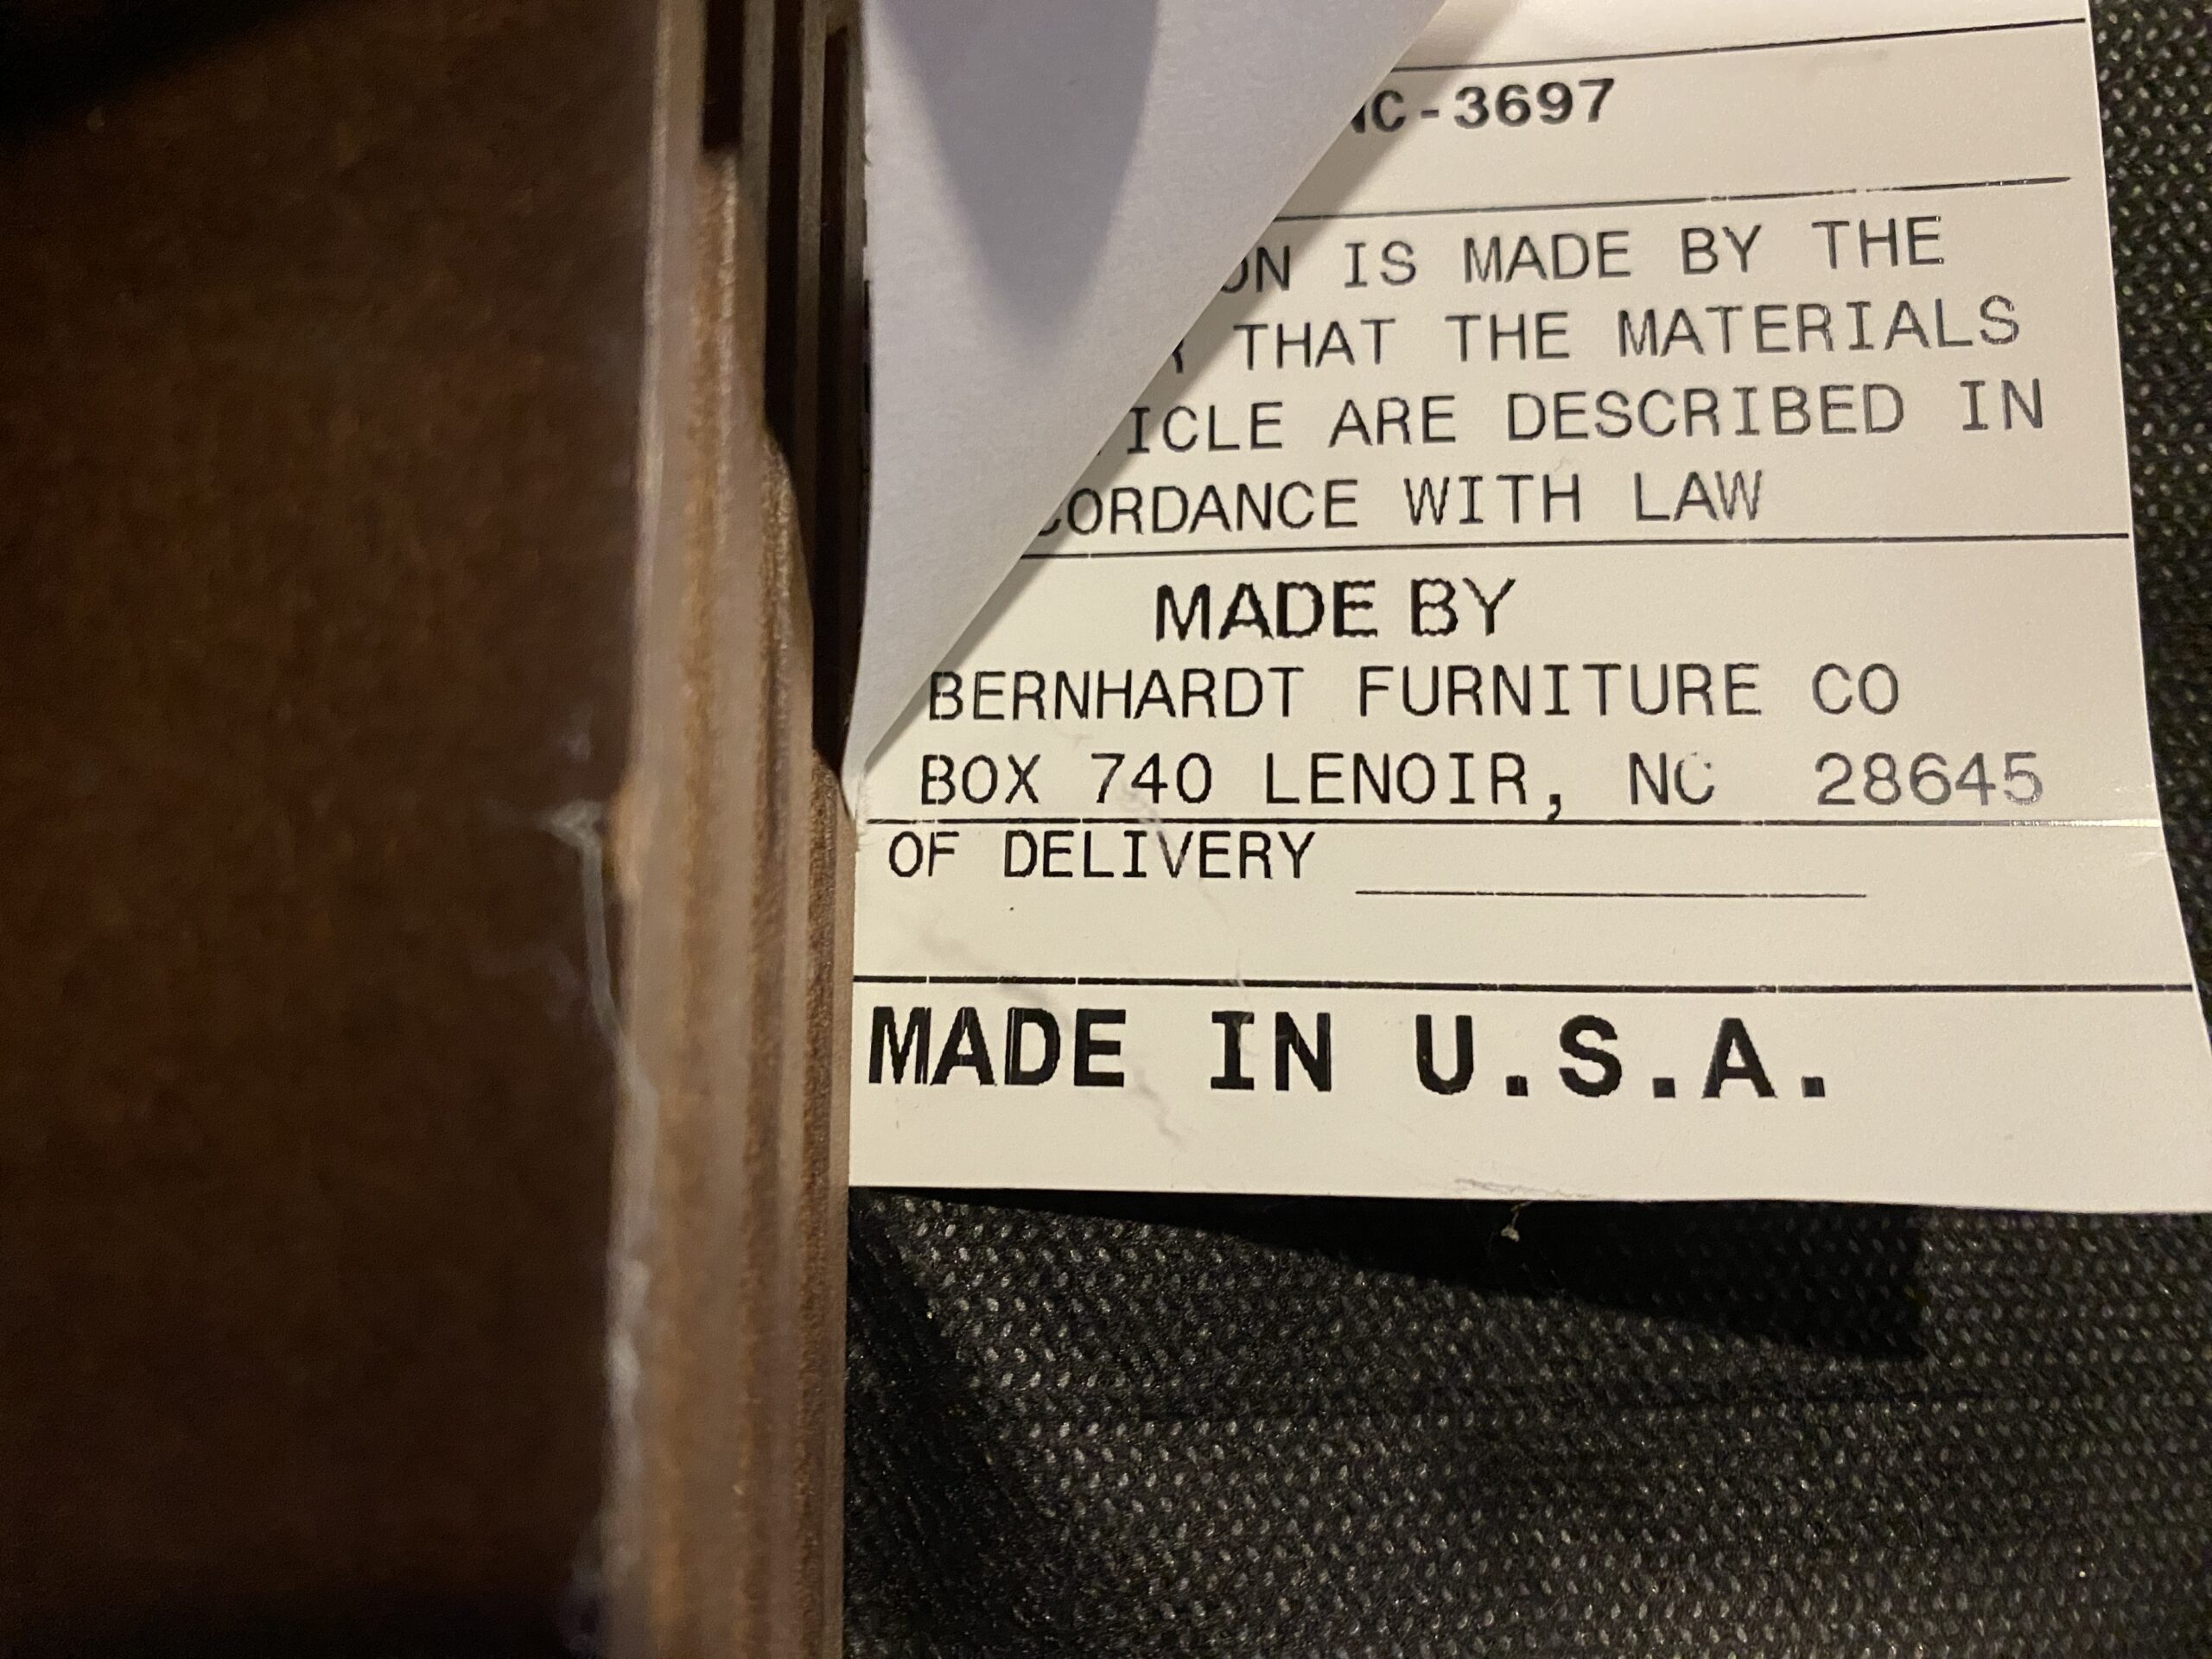 NC-3697
ON IS MADE BY THE
THAT THE MATERIALS
ICLE ARE DESCRIBED IN
CORDANCE WITH LAW
MADE BY
BERNHARDT FURNITURE CO
BOX 740 LENOIR, NC 28645
OF DELIVERY
MADE IN U.S.A.